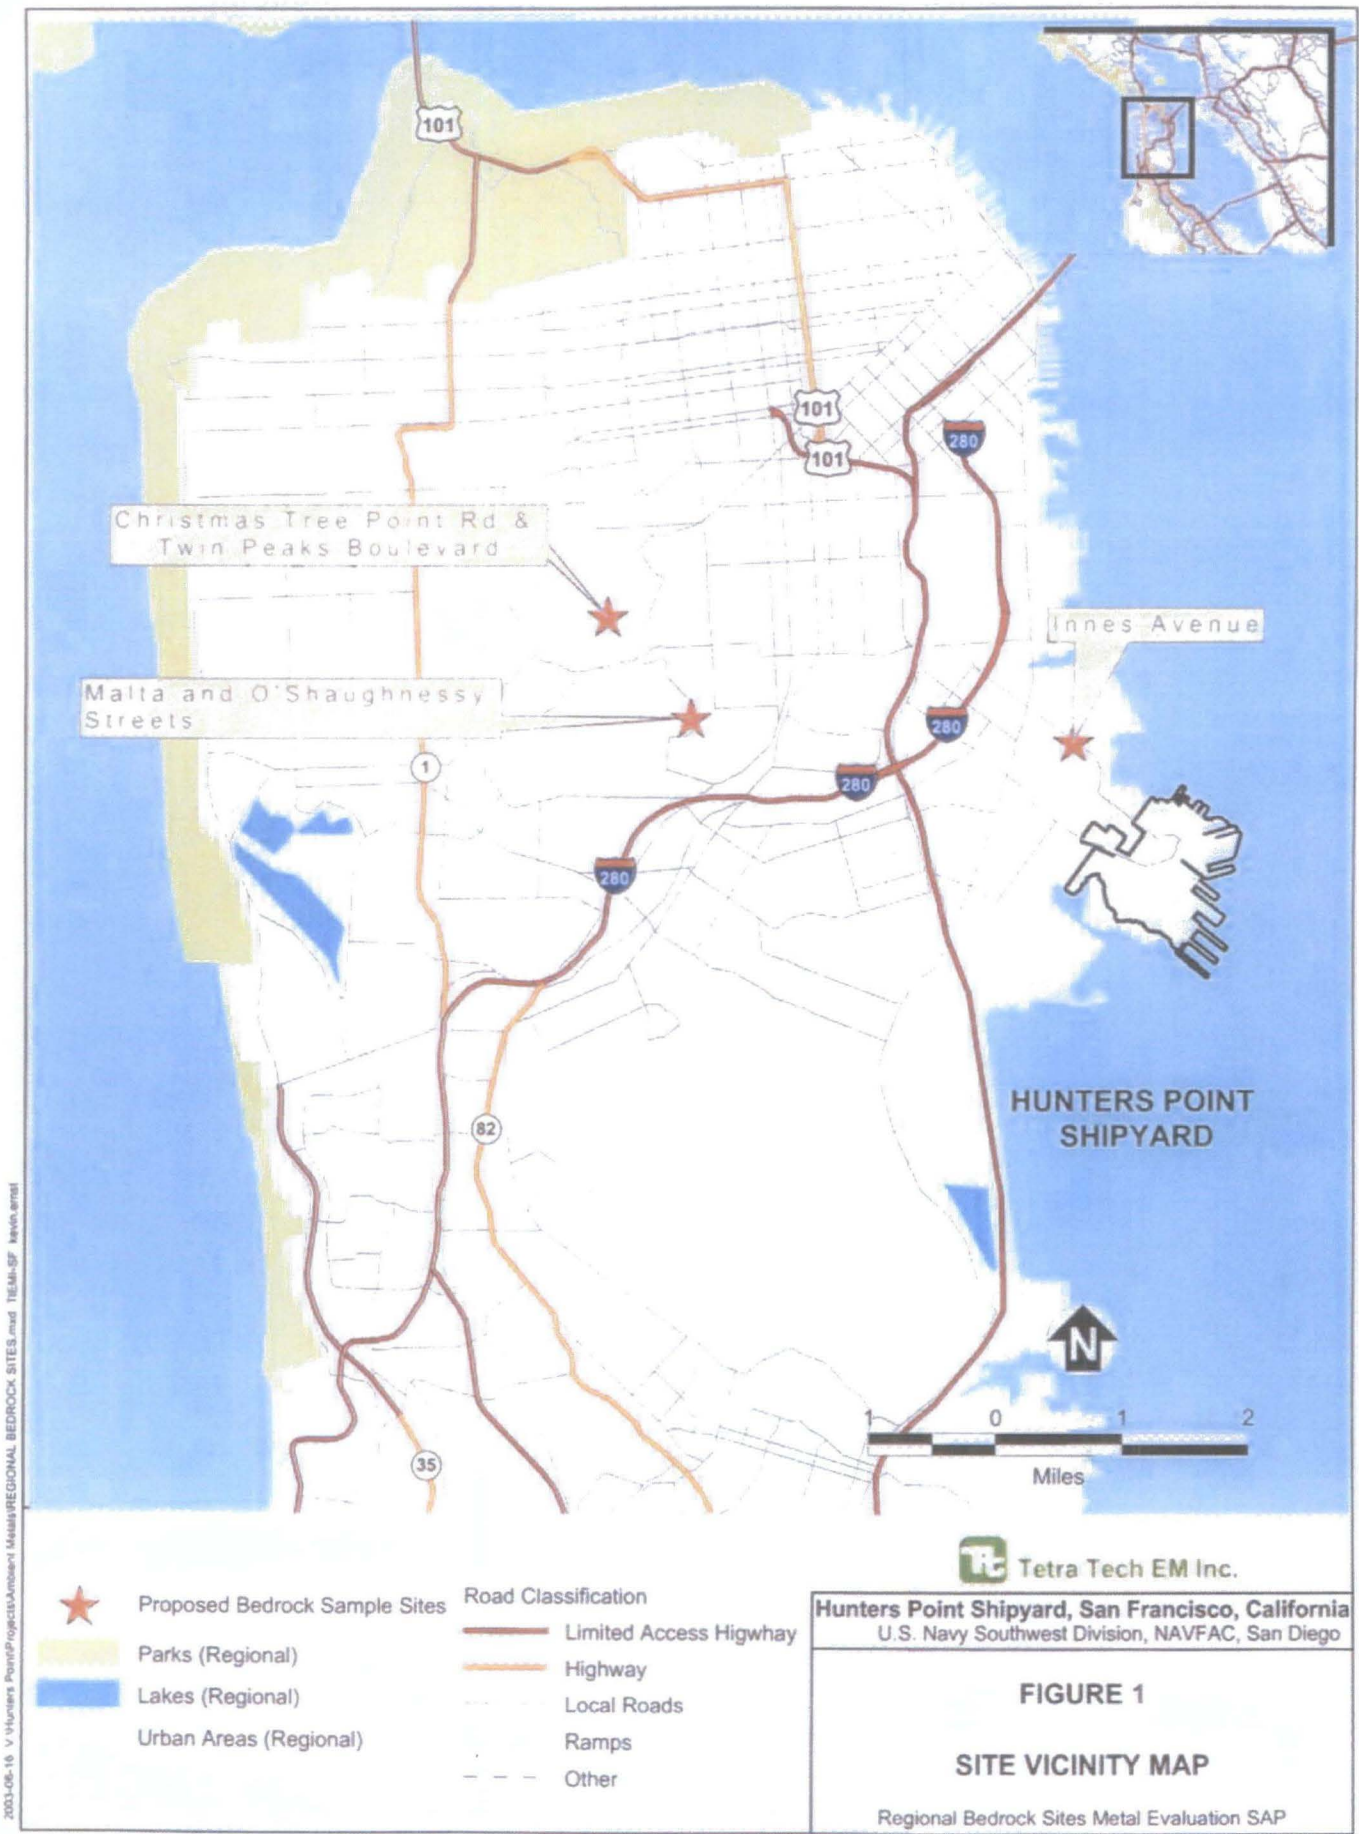 101
101
101
280
Christmas Tree Point Rd &
Twin Peaks Boulevard
Innes Avenue
Malta and O'Shaughnessy
Streets
280
1
280
280
HUNTERS POINT
SHIPYARD
82
N
1 0 1 2
Miles
35
2003-06-16
Tetra Tech EM Inc.
Proposed Bedrock Sample Sites
Parks (Regional)
Lakes (Regional)
Urban Areas (Regional)
Road Classification
Limited Access Higwhay
Highway
Local Roads
Ramps
Other
Hunters Point Shipyard, San Francisco, California
U.S. Navy Southwest Division, NAVFAC, San Diego
FIGURE 1
SITE VICINITY MAP
Regional Bedrock Sites Metal Evaluation SAP